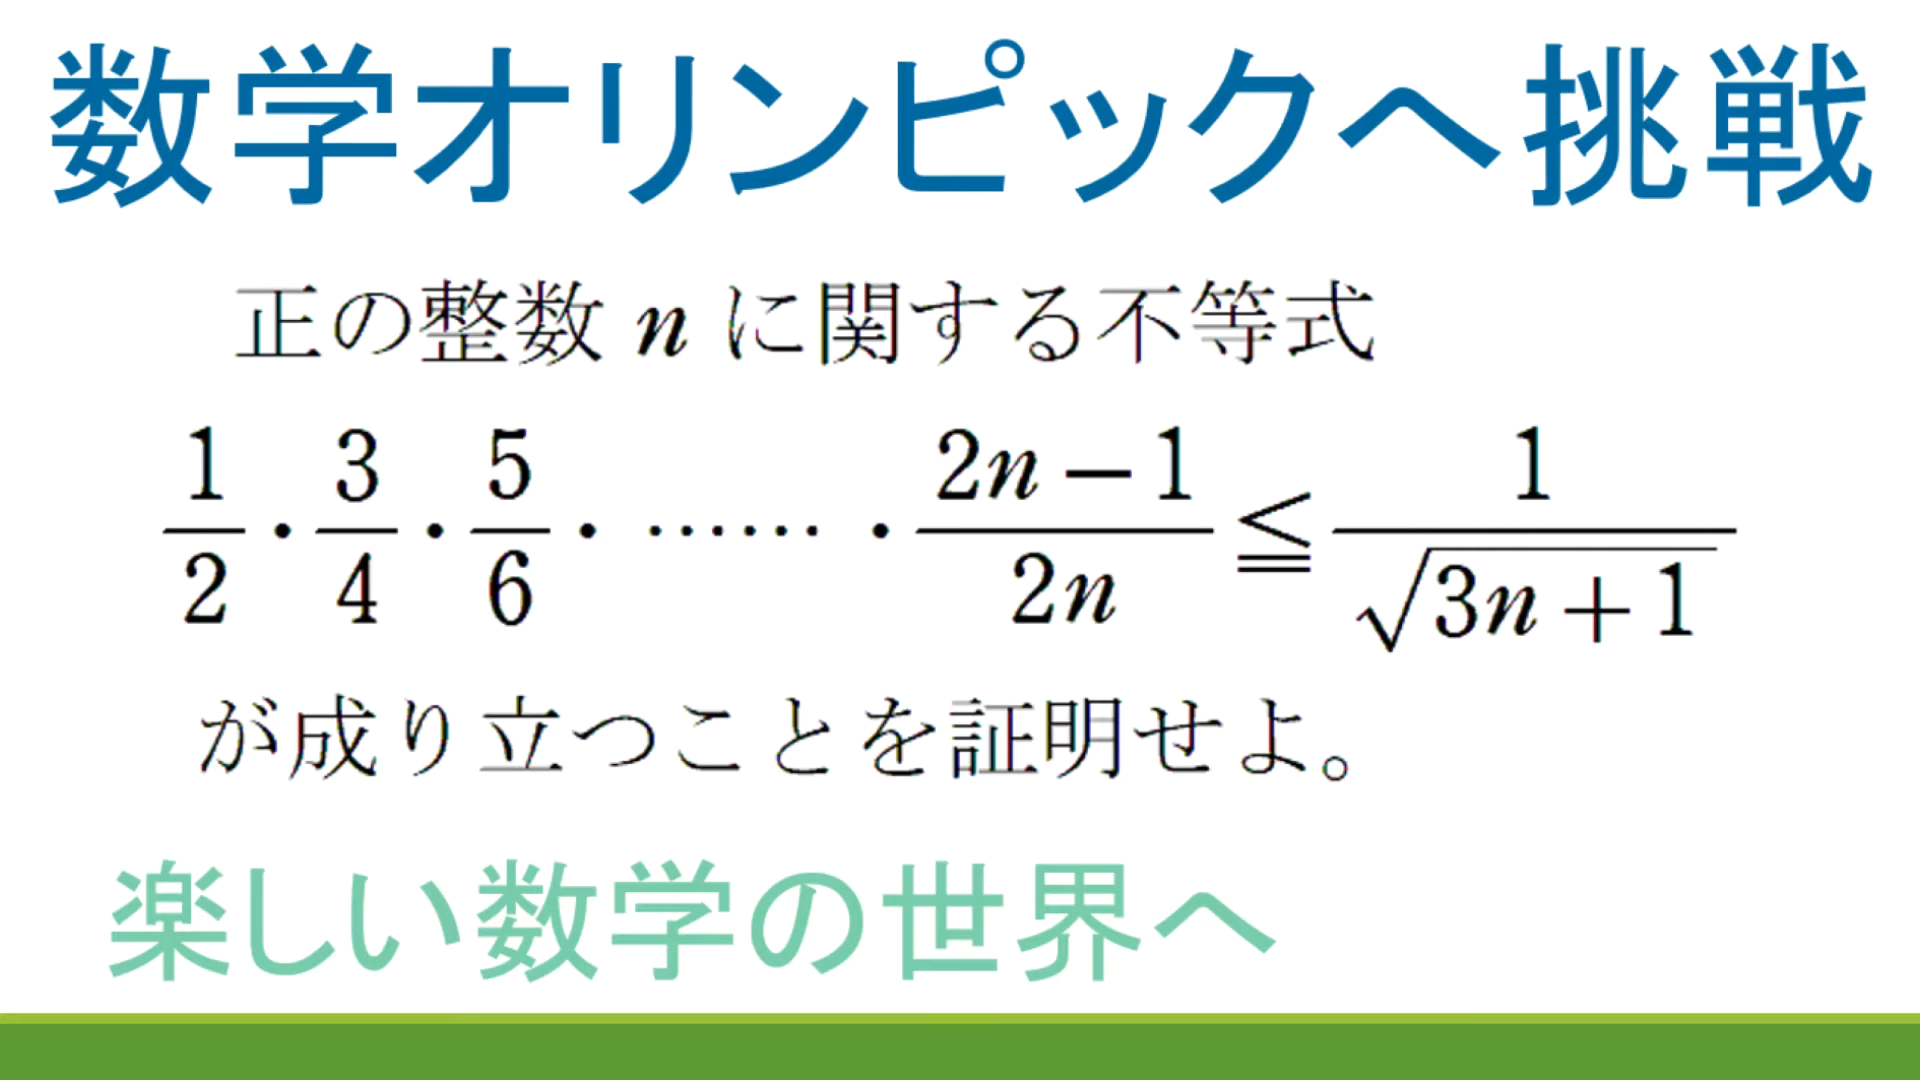 数学オリンピックへ挑戦
正の整数 n に関する不等式
1/2・3/4・5/6・……・(2n−1)/2n ≦ 1/√(3n+1)
が成り立つことを証明せよ。
楽しい数学の世界へ